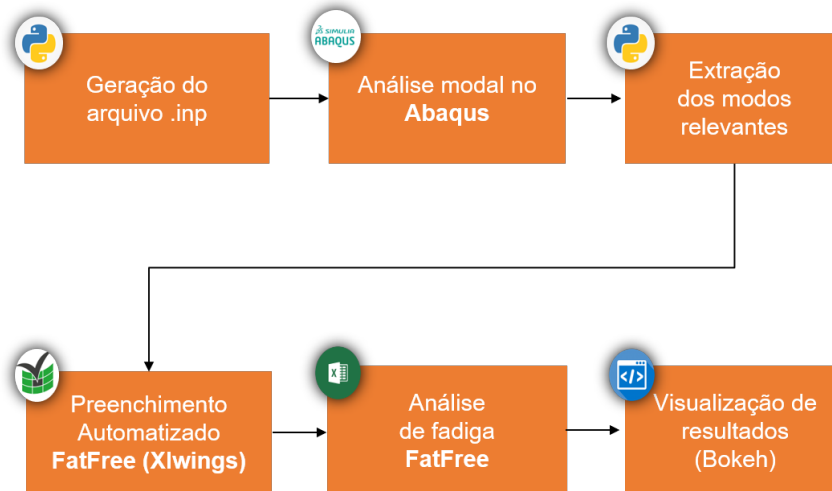 Geração do
arquivo .inp
SIMULIA
ABAQUS
Análise modal no
Abaqus
Extração
dos modos
relevantes
Preenchimento
Automatizado
FatFree (Xlwings)
X
Análise
de fadiga
FatFree
</>
Visualização de
resultados
(Bokeh)